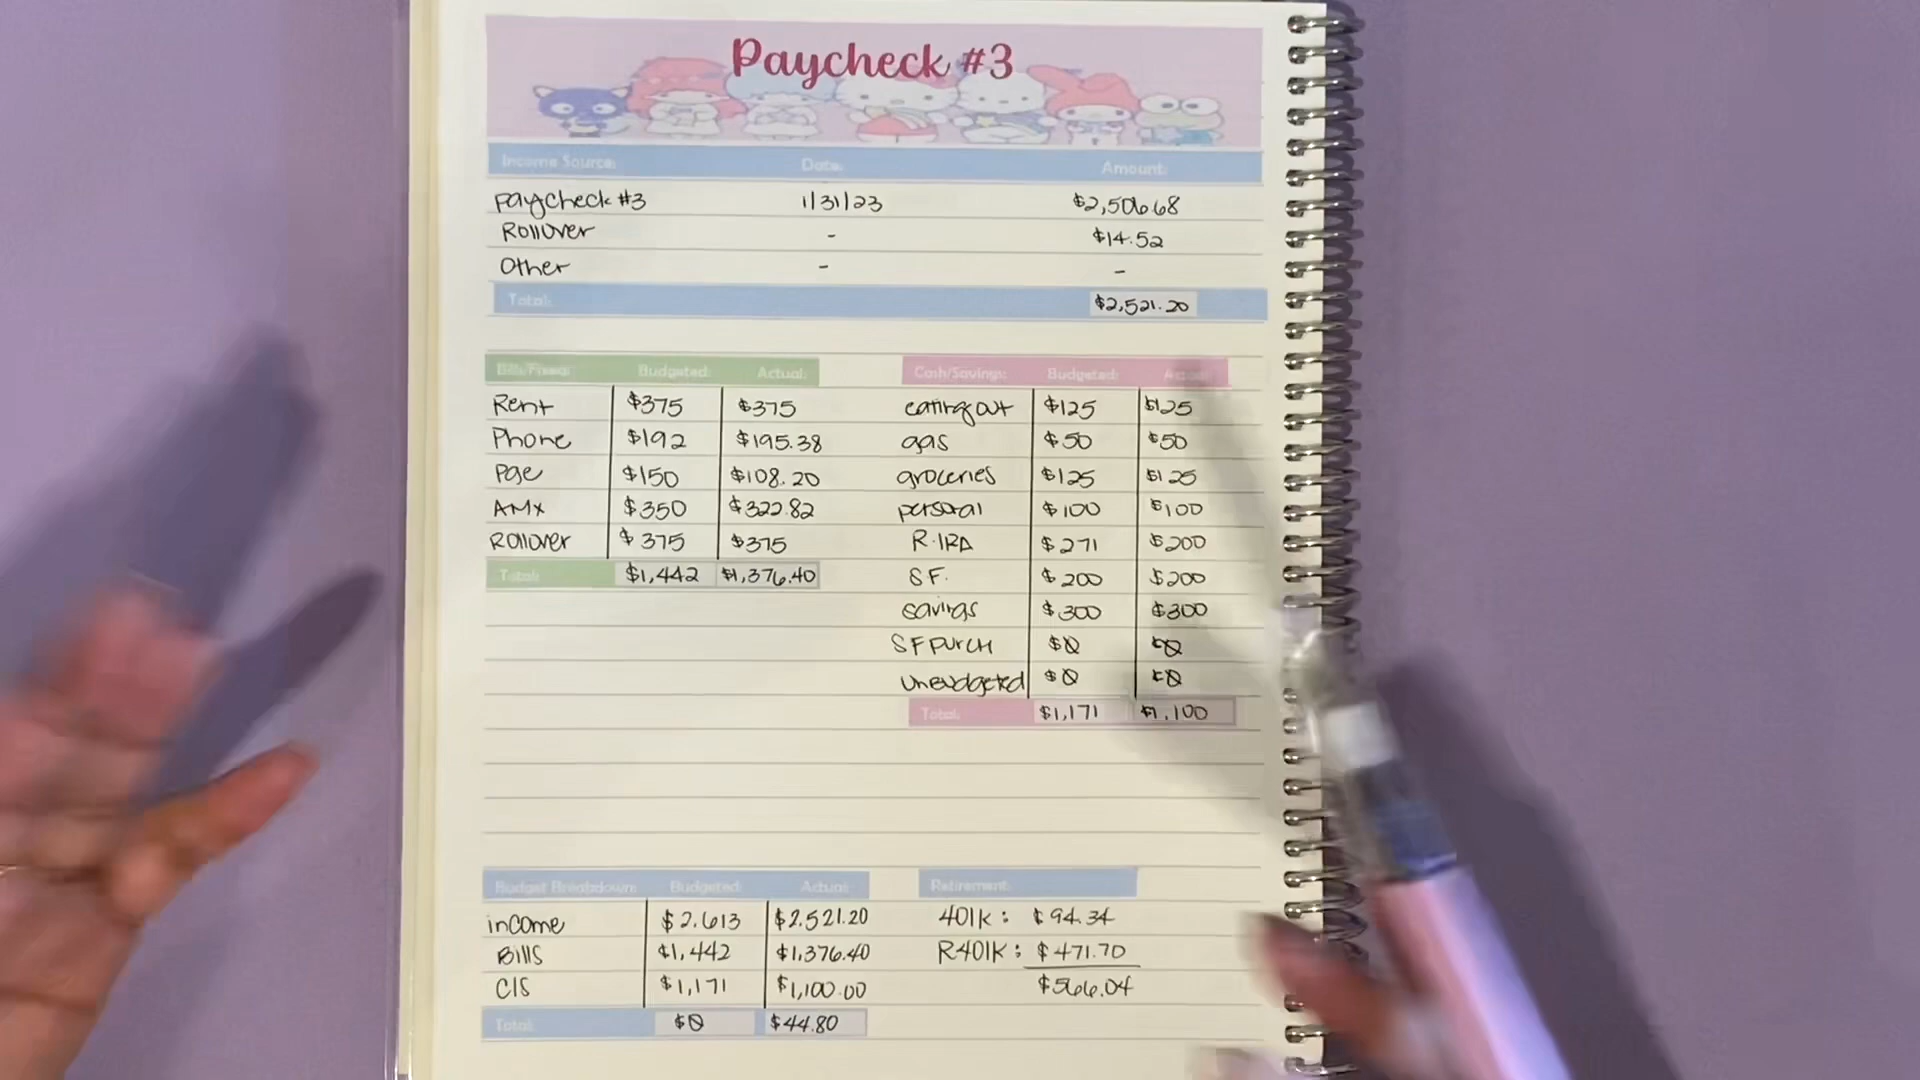 Paycheck #3
Income Source: Date: Amount:
Paycheck #3 1/31/23 $2,506.68
Rollover - $14.52
Other - -
Total: $2,521.20
Bills/Fixed: Budgeted: Actual:
Rent $375 $375
Phone $192 $195.38
Pge $150 $108.20
AMX $350 $322.82
Rollover $375 $375
Total: $1,442 $1,376.40
Cash/Savings: Budgeted: Actual:
eating out $125 $125
gas $50 $50
groceries $125 $125
personal $100 $100
R.IRA $271 $200
SF. $200 $200
savings $300 $300
SF PURCH $0 $0
unbudgeted $0 $0
Total: $1,171 $1,100
Budget Breakdown: Budgeted: Actual:
income $2,613 $2,521.20
Bills $1,442 $1,376.40
C/S $1,171 $1,100.00
Total: $0 $44.80
Retirement:
401K: $94.34
R401K: $471.70
$566.04